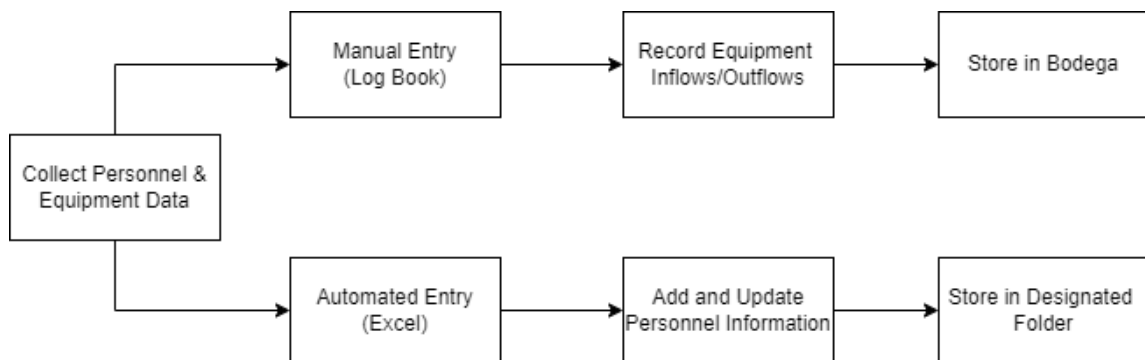 Manual Entry
(Log Book)
Record Equipment
Inflows/Outflows
Store in Bodega
Collect Personnel &
Equipment Data
Automated Entry
(Excel)
Add and Update
Personnel Information
Store in Designated
Folder